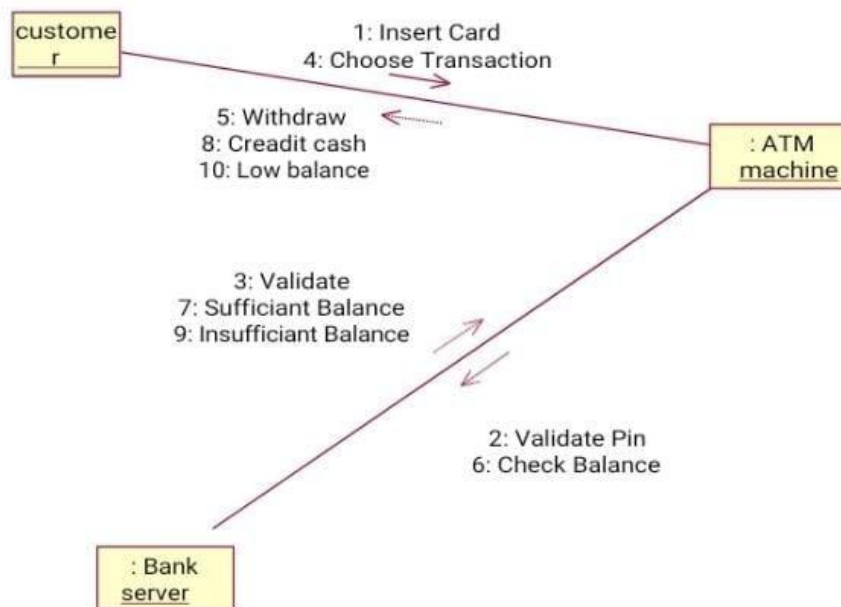 custome
r
1: Insert Card
4: Choose Transaction
5: Withdraw
8: Creadit cash
10: Low balance
: ATM
machine
3: Validate
7: Sufficiant Balance
9: Insufficiant Balance
2: Validate Pin
6: Check Balance
: Bank
server